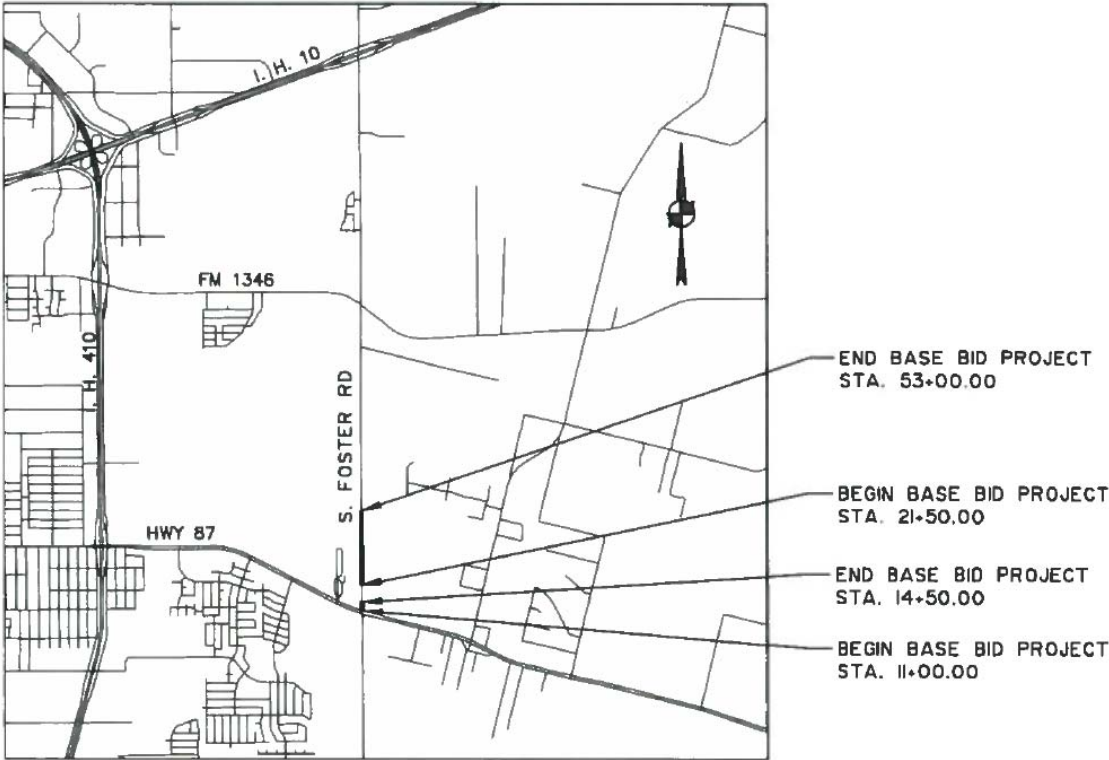 I. H. 10
FM 1346
I. H. 410
S. FOSTER RD
HWY 87
END BASE BID PROJECT
STA. 53+00.00
BEGIN BASE BID PROJECT
STA. 21+50.00
END BASE BID PROJECT
STA. 14+50.00
BEGIN BASE BID PROJECT
STA. 11+00.00